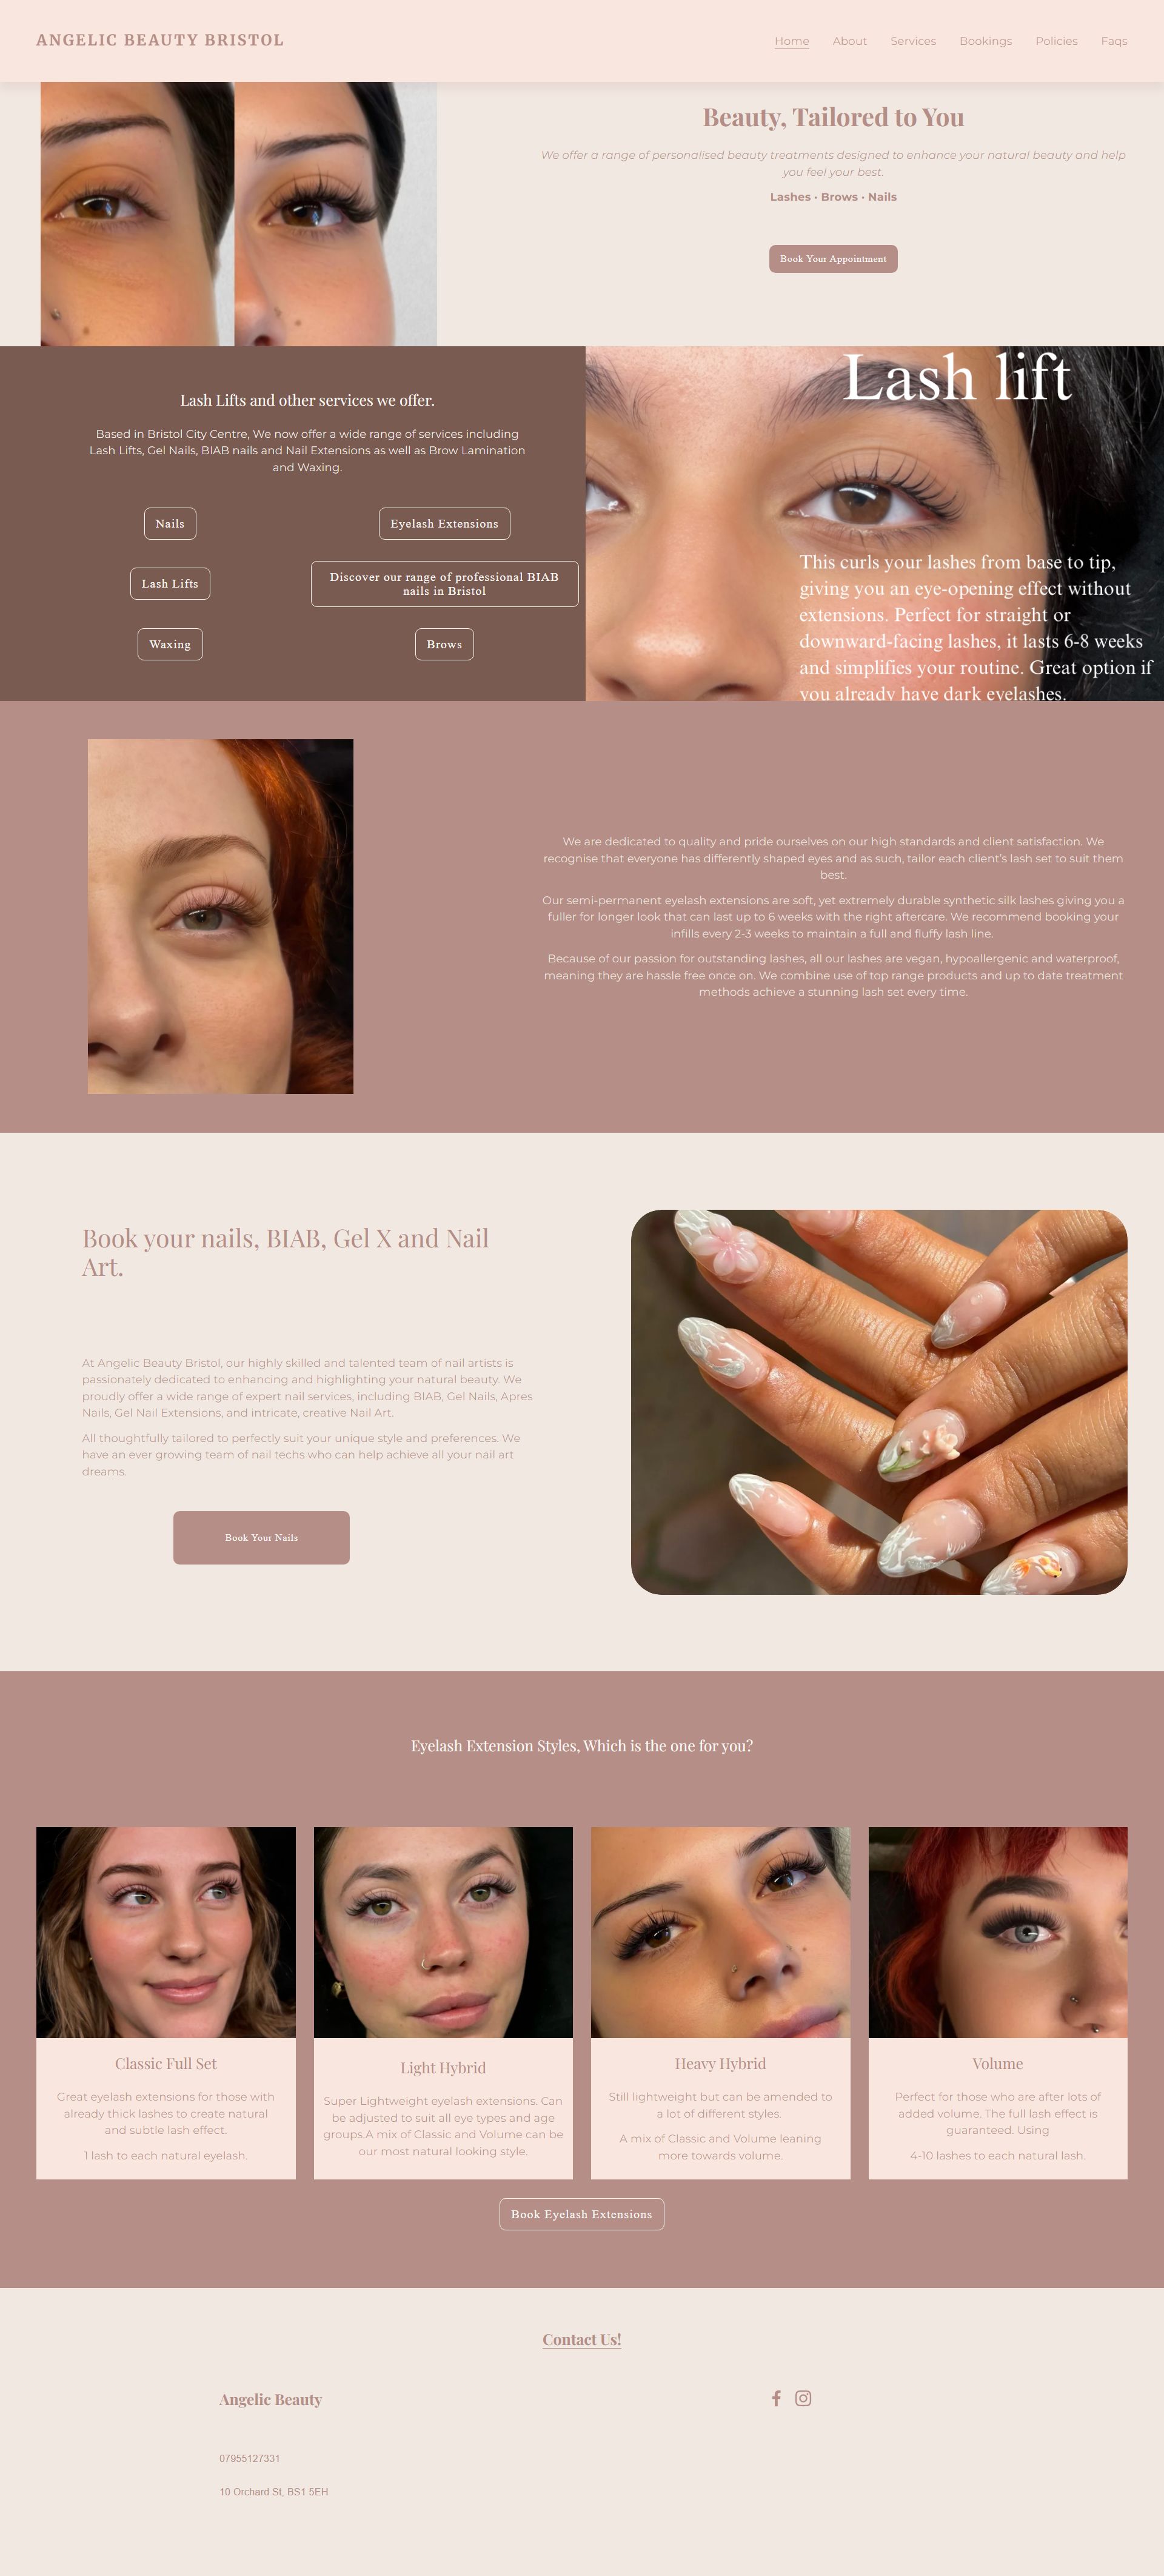 ANGELIC BEAUTY BRISTOL
Home About Services Bookings Policies Faqs
Beauty, Tailored to You
We offer a range of personalised beauty treatments designed to enhance your natural beauty and help
you feel your best.
Lashes · Brows · Nails
Book Your Appointment
Lash Lifts and other services we offer.
Based in Bristol City Centre, We now offer a wide range of services including
Lash Lifts, Gel Nails, BIAB nails and Nail Extensions as well as Brow Lamination
and Waxing.
Nails
Eyelash Extensions
Lash Lifts
Discover our range of professional BIAB
nails in Bristol
Waxing
Brows
Lash lift
This curls your lashes from base to tip,
giving you an eye-opening effect without
extensions. Perfect for straight or
downward-facing lashes, it lasts 6-8 weeks
and simplifies your routine. Great option if
you already have dark eyelashes.
We are dedicated to quality and pride ourselves on our high standards and client satisfaction. We
recognise that everyone has differently shaped eyes and as such, tailor each client's lash set to suit them
best.
Our semi-permanent eyelash extensions are soft, yet extremely durable synthetic silk lashes giving you a
fuller for longer look that can last up to 6 weeks with the right aftercare. We recommend booking your
infills every 2-3 weeks to maintain a full and fluffy lash line.
Because of our passion for outstanding lashes, all our lashes are vegan, hypoallergenic and waterproof,
meaning they are hassle free once on. We combine use of top range products and up to date treatment
methods achieve a stunning lash set every time.
Book your nails, BIAB, Gel X and Nail
Art.
At Angelic Beauty Bristol, our highly skilled and talented team of nail artists is
passionately dedicated to enhancing and highlighting your natural beauty. We
proudly offer a wide range of expert nail services, including BIAB, Gel Nails, Apres
Nails, Gel Nail Extensions, and intricate, creative Nail Art.
All thoughtfully tailored to perfectly suit your unique style and preferences. We
have an ever growing team of nail techs who can help achieve all your nail art
dreams.
Book Your Nails
Eyelash Extension Styles, Which is the one for you?
Classic Full Set
Great eyelash extensions for those with
already thick lashes to create natural
and subtle lash effect.
1 lash to each natural eyelash.
Light Hybrid
Super Lightweight eyelash extensions. Can
be adjusted to suit all eye types and age
groups.A mix of Classic and Volume can be
our most natural looking style.
Heavy Hybrid
Still lightweight but can be amended to
a lot of different styles.
A mix of Classic and Volume leaning
more towards volume.
Volume
Perfect for those who are after lots of
added volume. The full lash effect is
guaranteed. Using
4-10 lashes to each natural lash.
Book Eyelash Extensions
Contact Us!
Angelic Beauty
07955127331
10 Orchard St, BS1 5EH